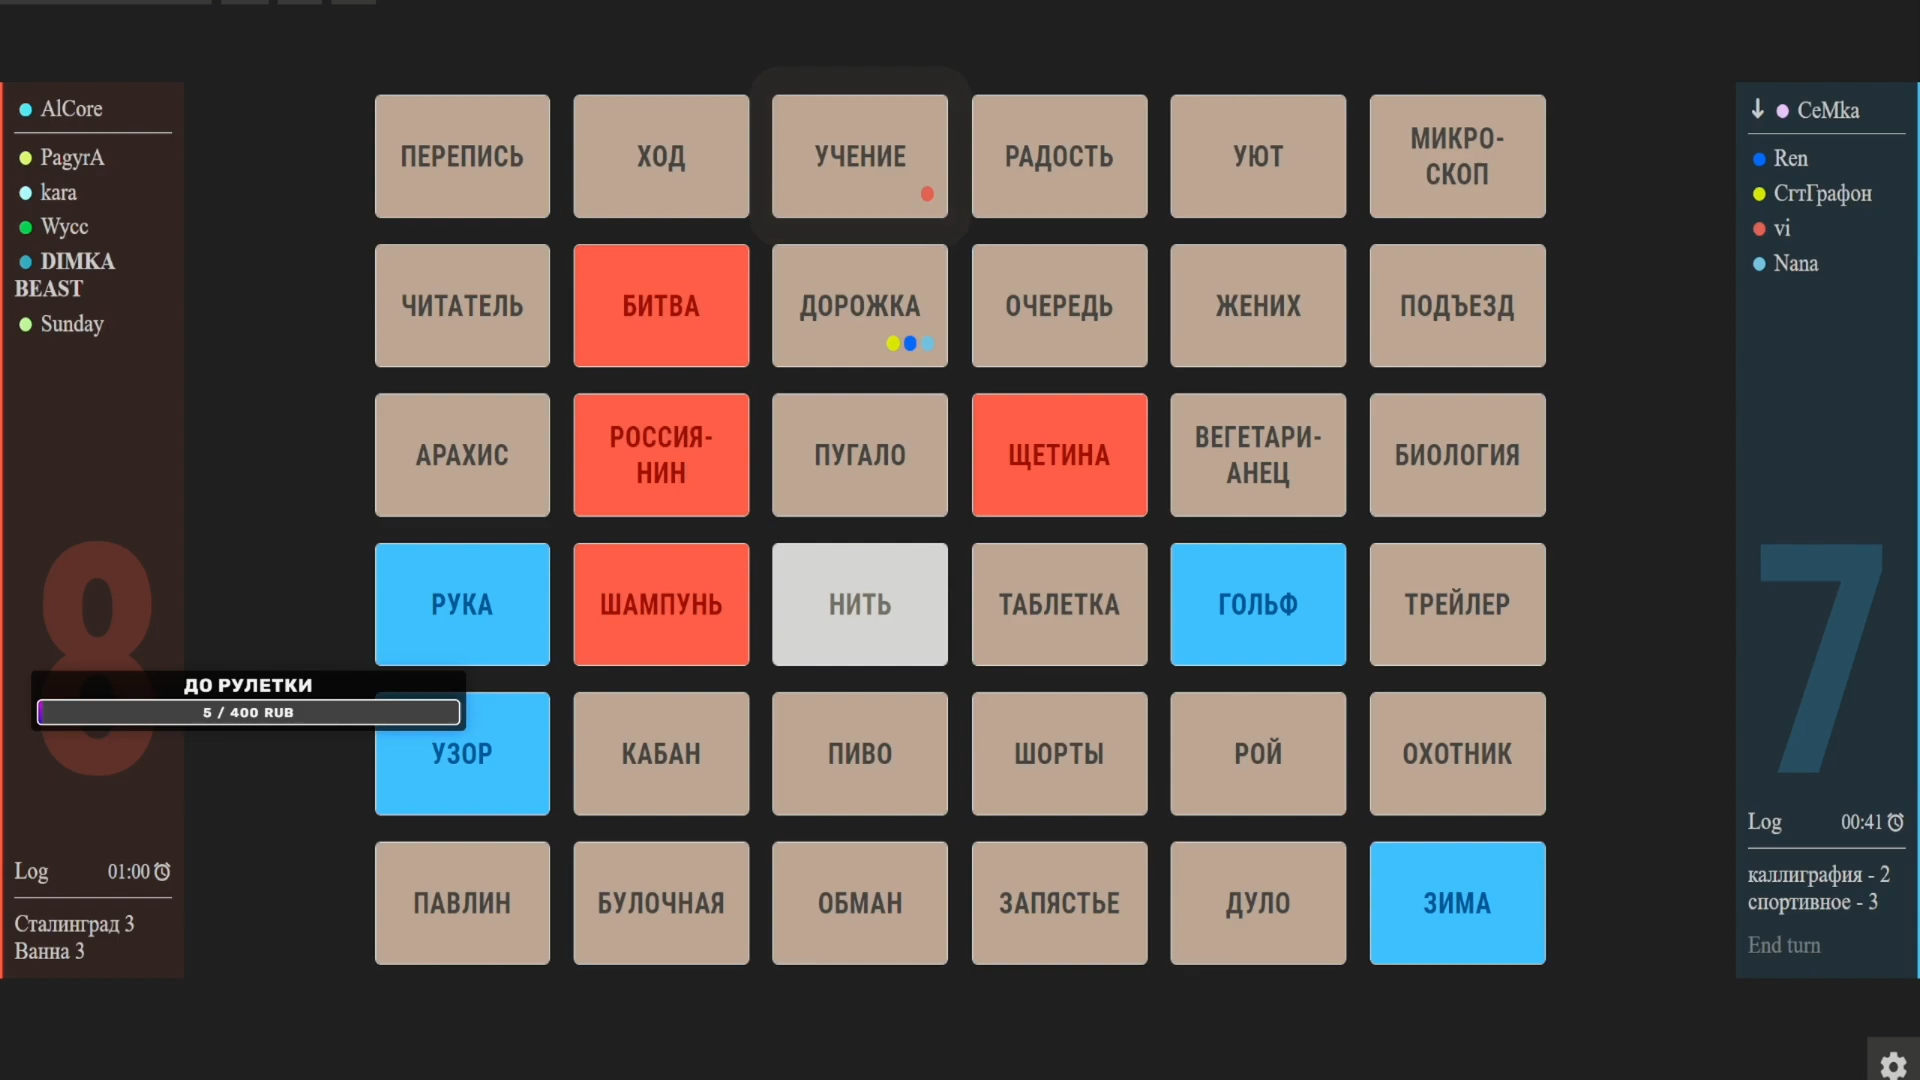 AlCore
PagyrA
kara
Wycc
DIMKA
BEAST
Sunday
8
Log 01:00
Сталинград 3
Ванна 3
ДО РУЛЕТКИ
5 / 400 RUB
ПЕРЕПИСЬ ХОД УЧЕНИЕ РАДОСТЬ УЮТ МИКРО-
СКОП
ЧИТАТЕЛЬ БИТВА ДОРОЖКА ОЧЕРЕДЬ ЖЕНИХ ПОДЪЕЗД
АРАХИС РОССИЯ-
НИН
ПУГАЛО ЩЕТИНА ВЕГЕТАРИ-
АНЕЦ
БИОЛОГИЯ
РУКА ШАМПУНЬ НИТЬ ТАБЛЕТКА ГОЛЬФ ТРЕЙЛЕР
УЗОР КАБАН ПИВО ШОРТЫ РОЙ ОХОТНИК
ПАВЛИН БУЛОЧНАЯ ОБМАН ЗАПЯСТЬЕ ДУЛО ЗИМА
CeMka
Ren
СгтГрафон
vi
Nana
7
Log 00:41
каллиграфия - 2
спортивное - 3
End turn